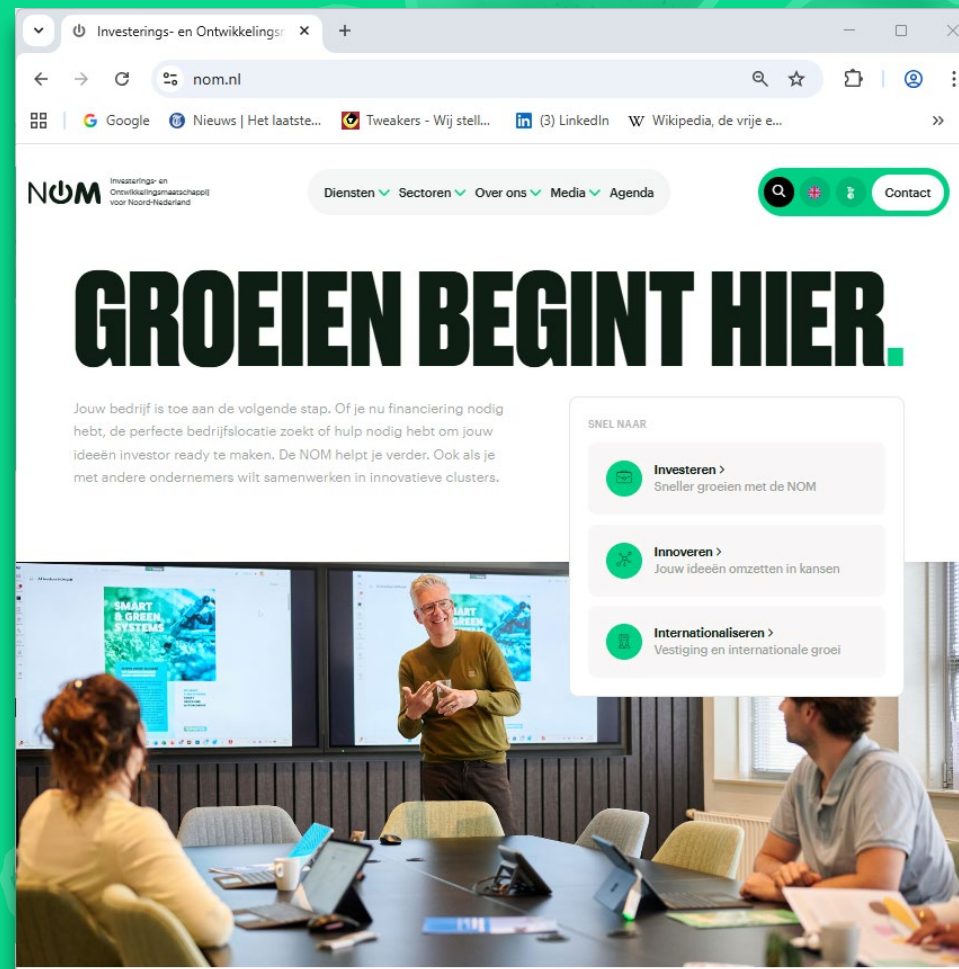 Investerings- en Ontwikkelings
nom.nl
Google
Nieuws | Het laatste...
Tweakers - Wij stell...
(3) LinkedIn
Wikipedia, de vrije e...
NOM
Investerings- en
Ontwikkelingsmaatschappij
voor Noord-Nederland
Diensten Sectoren Over ons Media Agenda
Contact
GROEIEN BEGINT HIER.
Jouw bedrijf is toe aan de volgende stap. Of je nu financiering nodig
hebt, de perfecte bedrijfslocatie zoekt of hulp nodig hebt om jouw
ideeën investor ready te maken. De NOM helpt je verder. Ook als je
met andere ondernemers wilt samenwerken in innovatieve clusters.
SNEL NAAR
Investeren >
Sneller groeien met de NOM
Innoveren >
Jouw ideeën omzetten in kansen
Internationaliseren >
Vestiging en internationale groei
SMART
& GREEN
SYSTEMS
SMART
GREEN
SYSTEMS